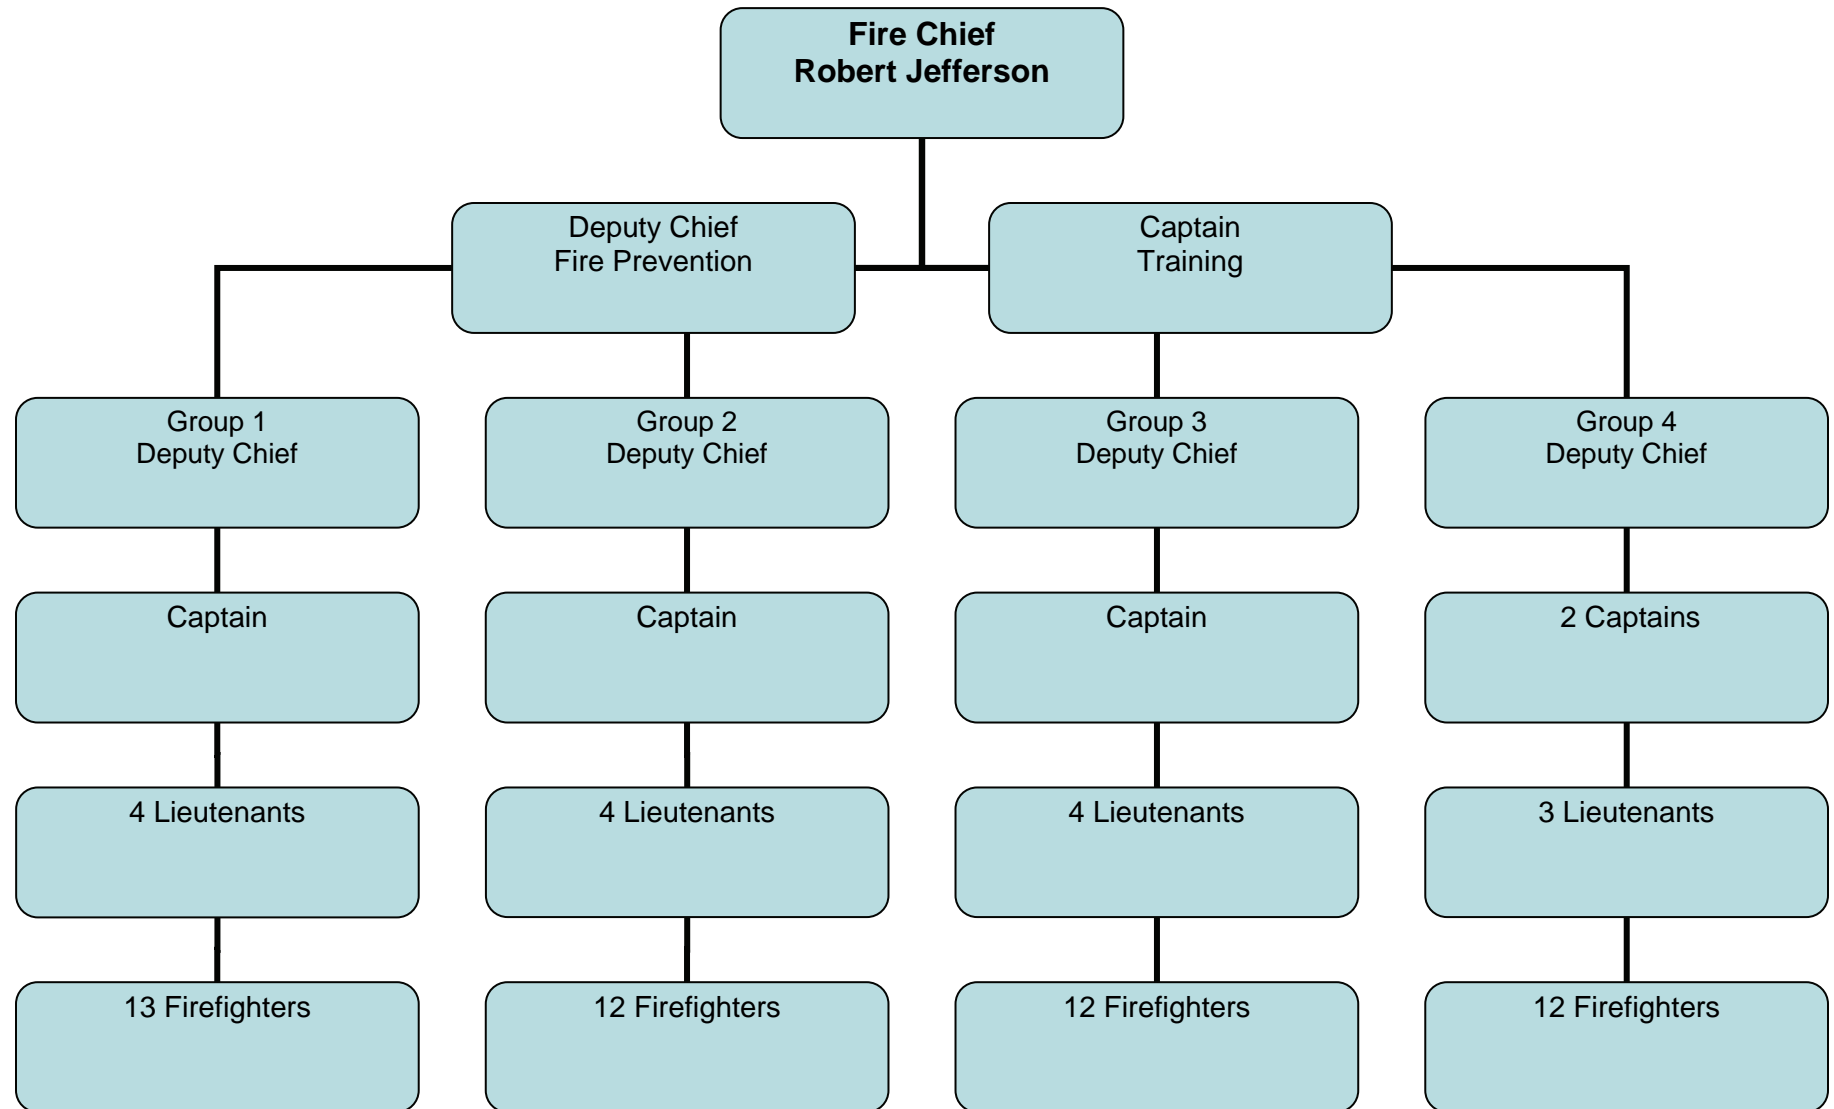 Fire Chief
Robert Jefferson
Deputy Chief
Fire Prevention
Captain
Training
Group 1
Deputy Chief
Group 2
Deputy Chief
Group 3
Deputy Chief
Group 4
Deputy Chief
Captain
Captain
Captain
2 Captains
4 Lieutenants
4 Lieutenants
4 Lieutenants
3 Lieutenants
13 Firefighters
12 Firefighters
12 Firefighters
12 Firefighters